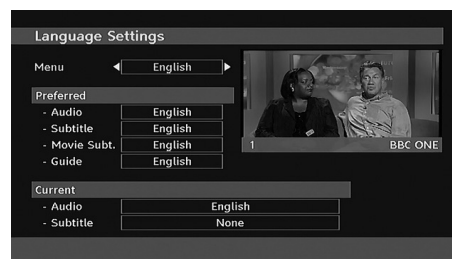 Language Settings
Menu English
Preferred
- Audio English
- Subtitle English
- Movie Subt. English
- Guide English
1 BBC ONE
Current
- Audio English
- Subtitle None